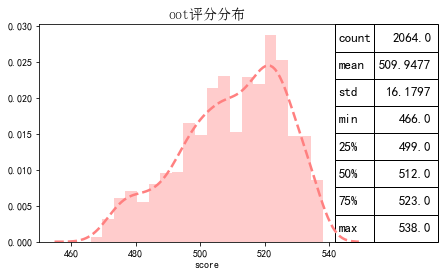 oot评分分布
0.030
0.025
0.020
0.015
0.010
0.005
0.000
460 480 500 520 540
score
count 2064.0
mean 509.9477
std 16.1797
min 466.0
25% 499.0
50% 512.0
75% 523.0
max 538.0